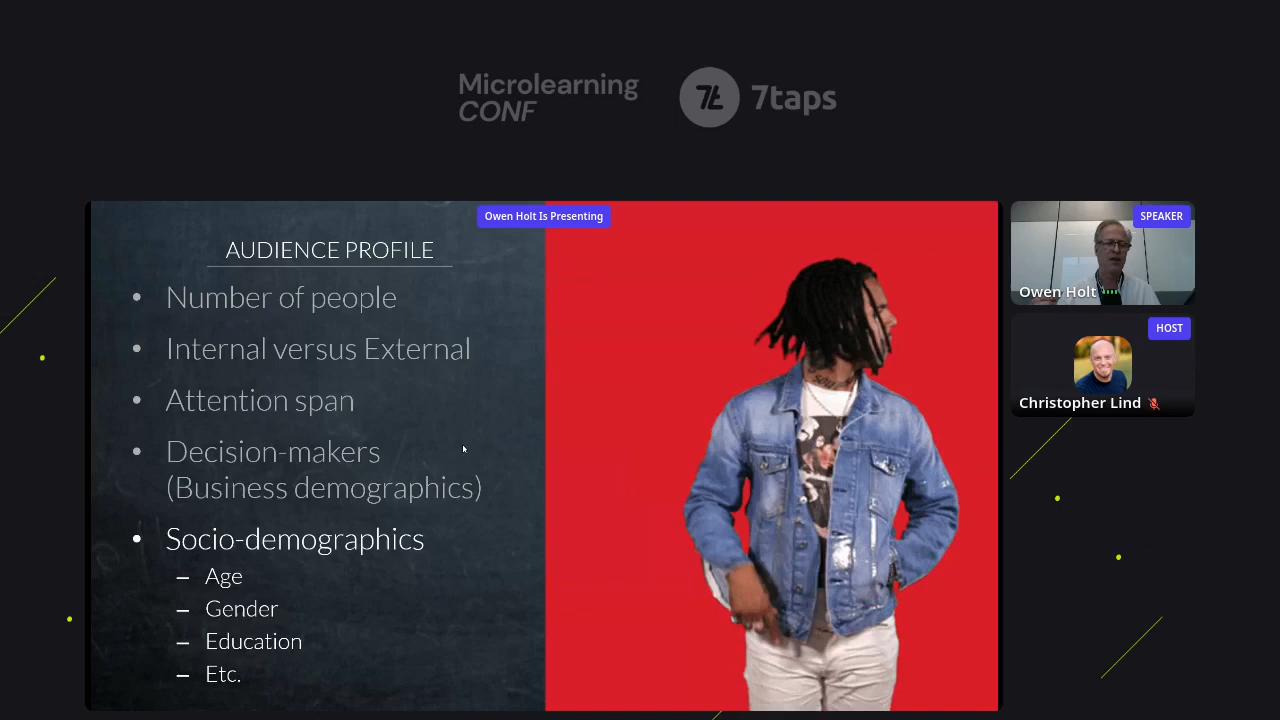 Microlearning
CONF
7t 7taps
Owen Holt Is Presenting
AUDIENCE PROFILE
• Number of people
• Internal versus External
• Attention span
• Decision-makers
(Business demographics)
• Socio-demographics
– Age
– Gender
– Education
– Etc.
SPEAKER
Owen Holt
HOST
Christopher Lind